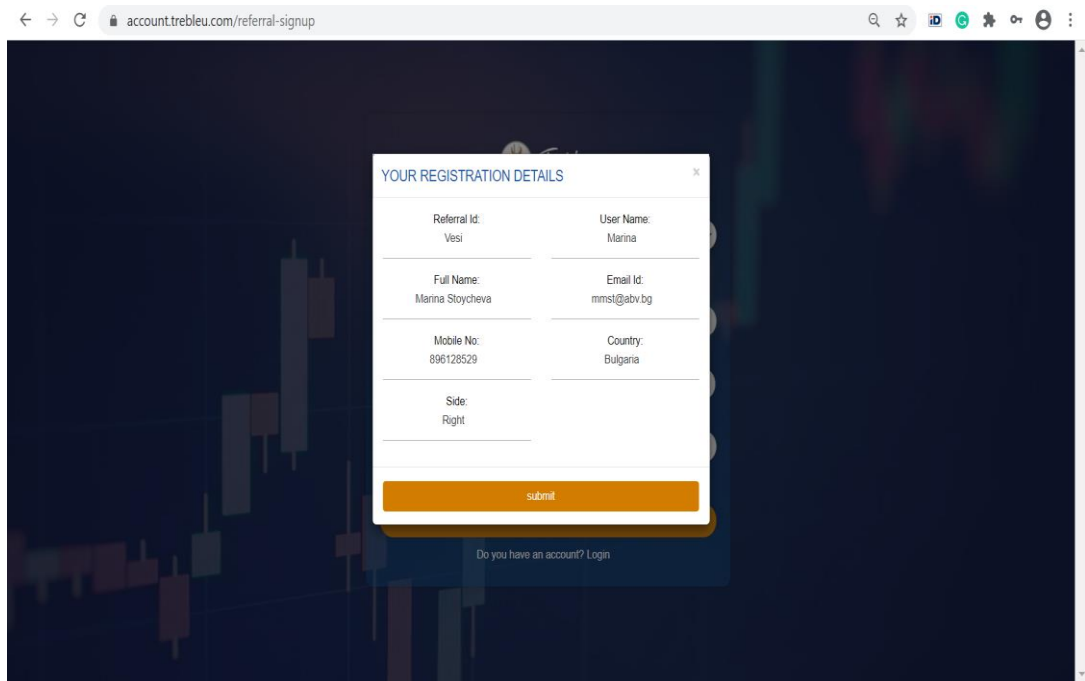 account.trebleu.com/referral-signup
iD
G
YOUR REGISTRATION DETAILS
x
Referral Id:
Vesi
User Name:
Marina
Full Name:
Marina Stoycheva
Email Id:
mmst@abv.bg
Mobile No:
896128529
Country:
Bulgaria
Side:
Right
submit
Do you have an account? Login